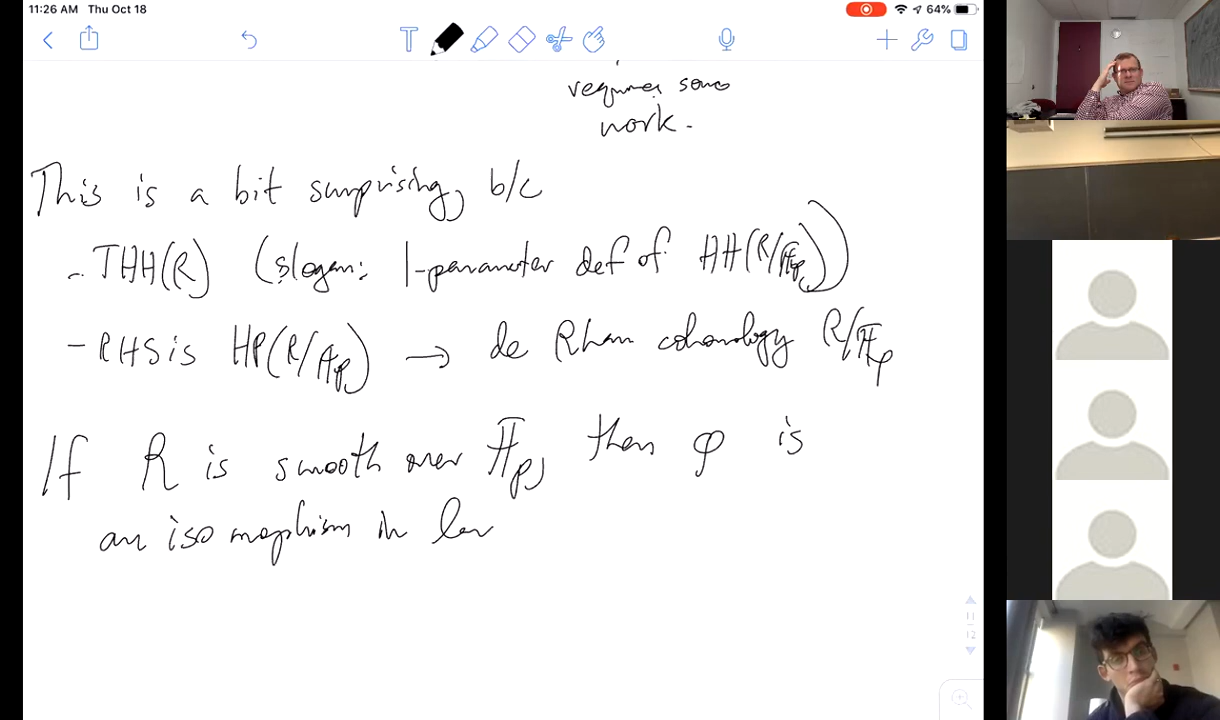 11:26 AM Thu Oct 18
64%
T
requires some
work.
This is a bit surprising, b/c
- THH(R) (slogan: 1-parameter def of HH(R/𝔽p))
- RHS is HP(R/𝔽p) → de Rham cohomology R/𝔽p
If R is smooth over 𝔽p, then φ is
an isomorphism in
11
12